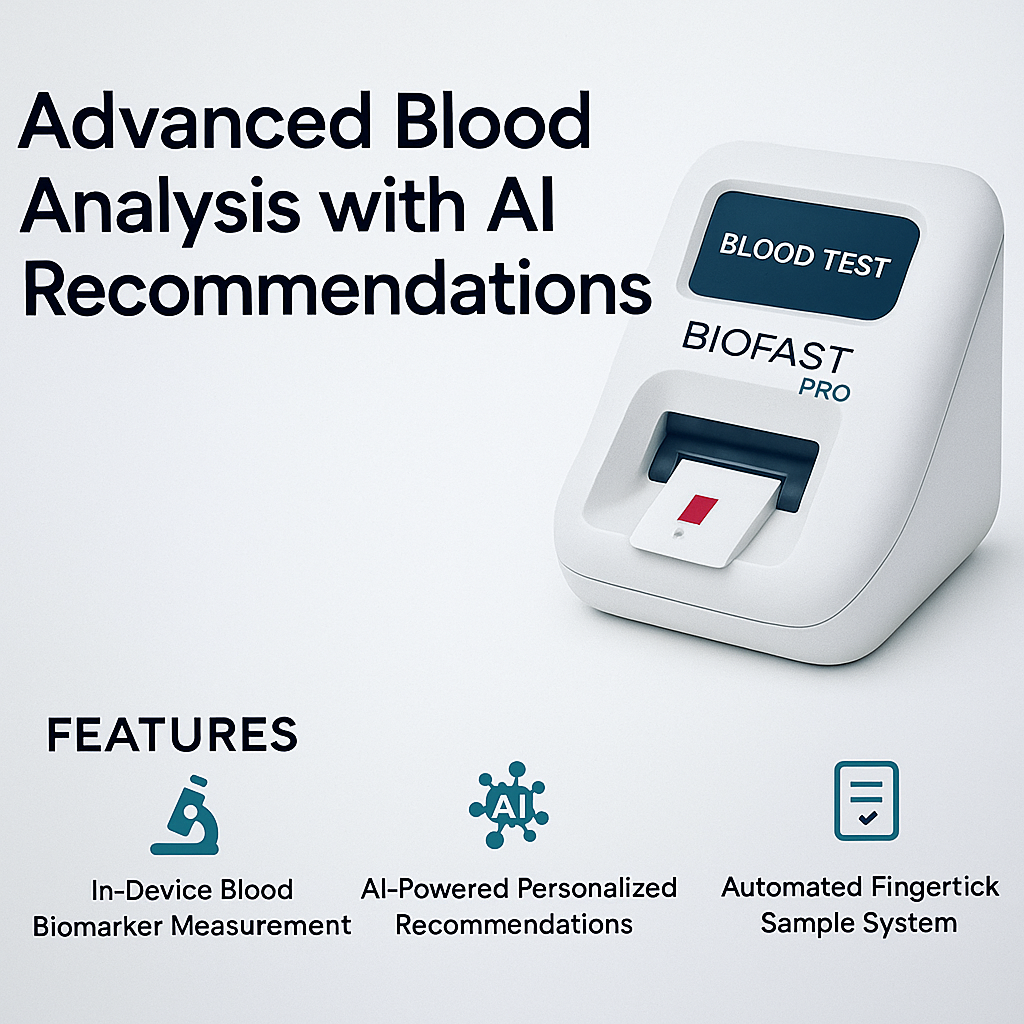 Advanced Blood
Analysis with AI
Recommendations
BLOOD TEST
BIOFAST
PRO
FEATURES
AI
In-Device Blood
Biomarker Measurement
AI-Powered Personalized
Recommendations
Automated Fingertick
Sample System